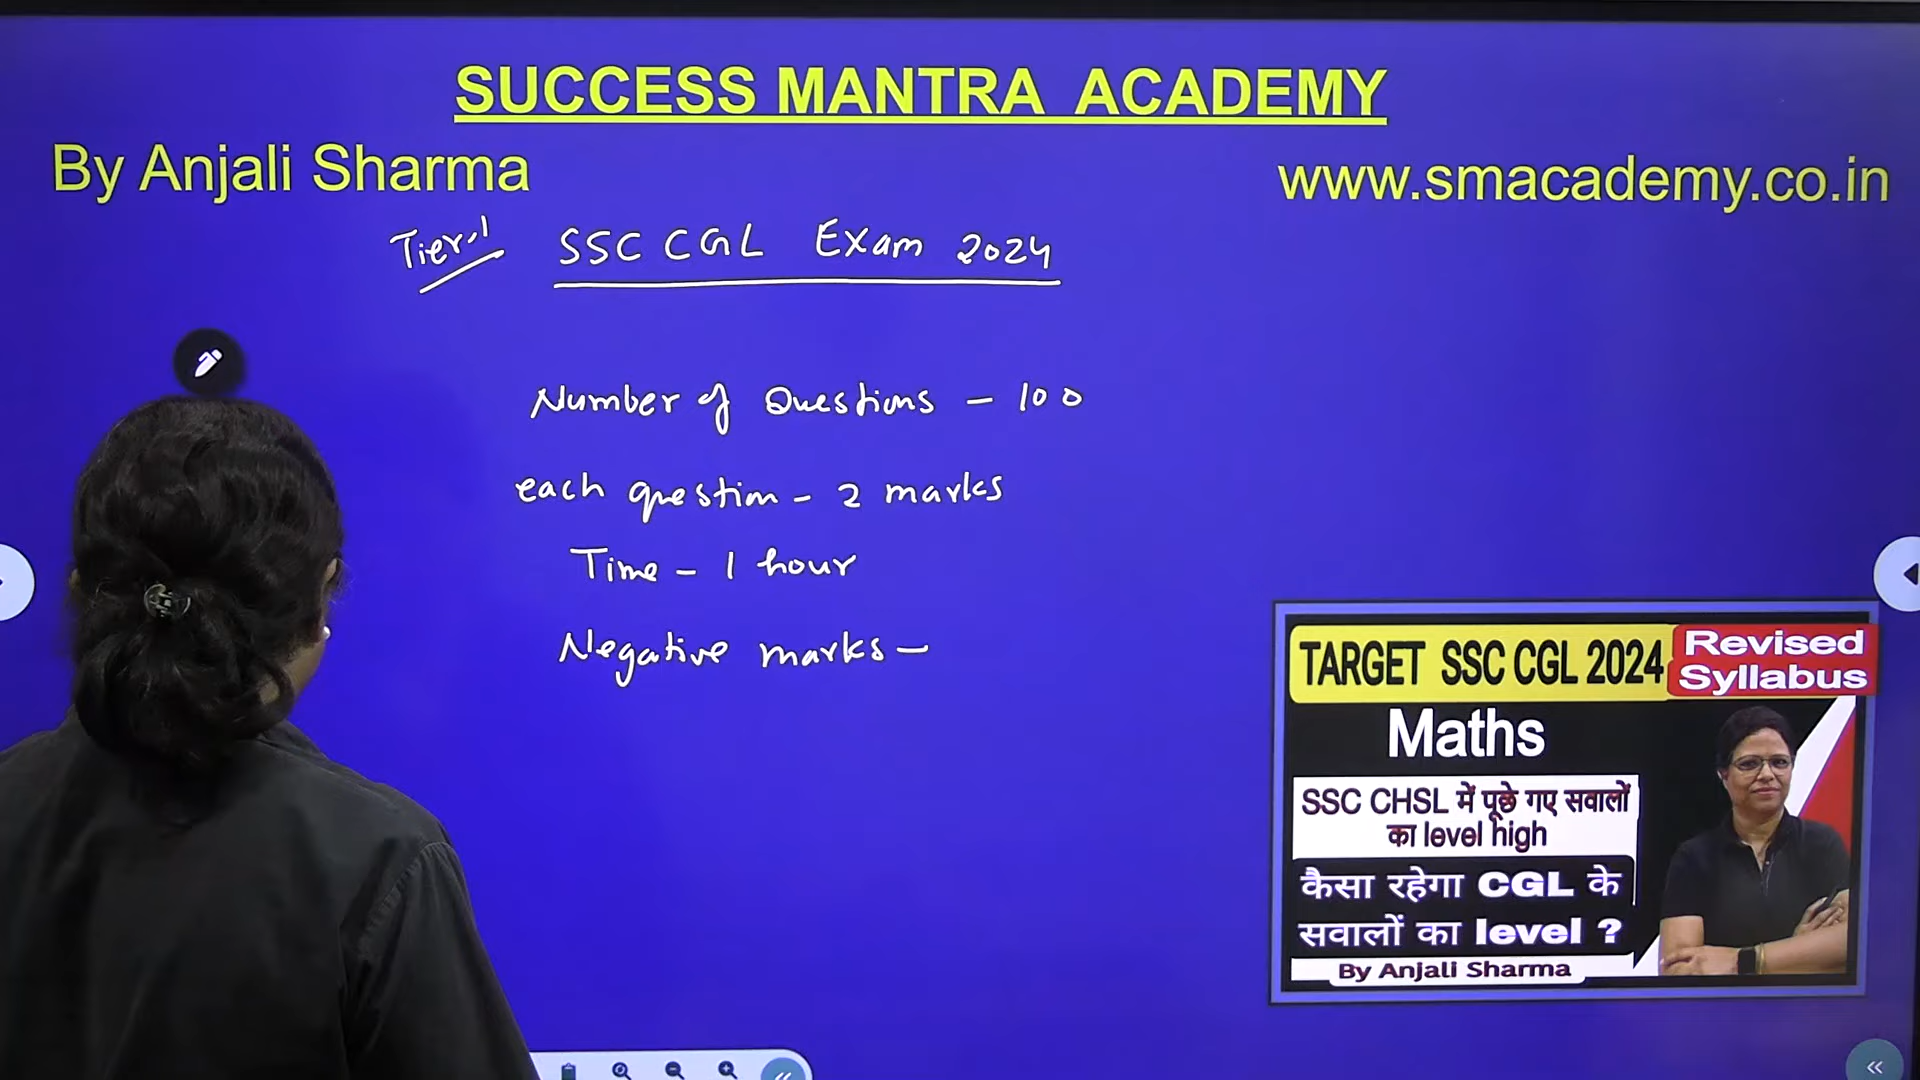 SUCCESS MANTRA ACADEMY
By Anjali Sharma
www.smacademy.co.in
Tier-1 SSC CGL Exam 2024
Number of Questions - 100
each question - 2 marks
Time - 1 hour
Negative marks -
TARGET SSC CGL 2024
Revised
Syllabus
Maths
SSC CHSL में पूछे गए सवालों
का level high
कैसा रहेगा CGL के
सवालों का level ?
By Anjali Sharma